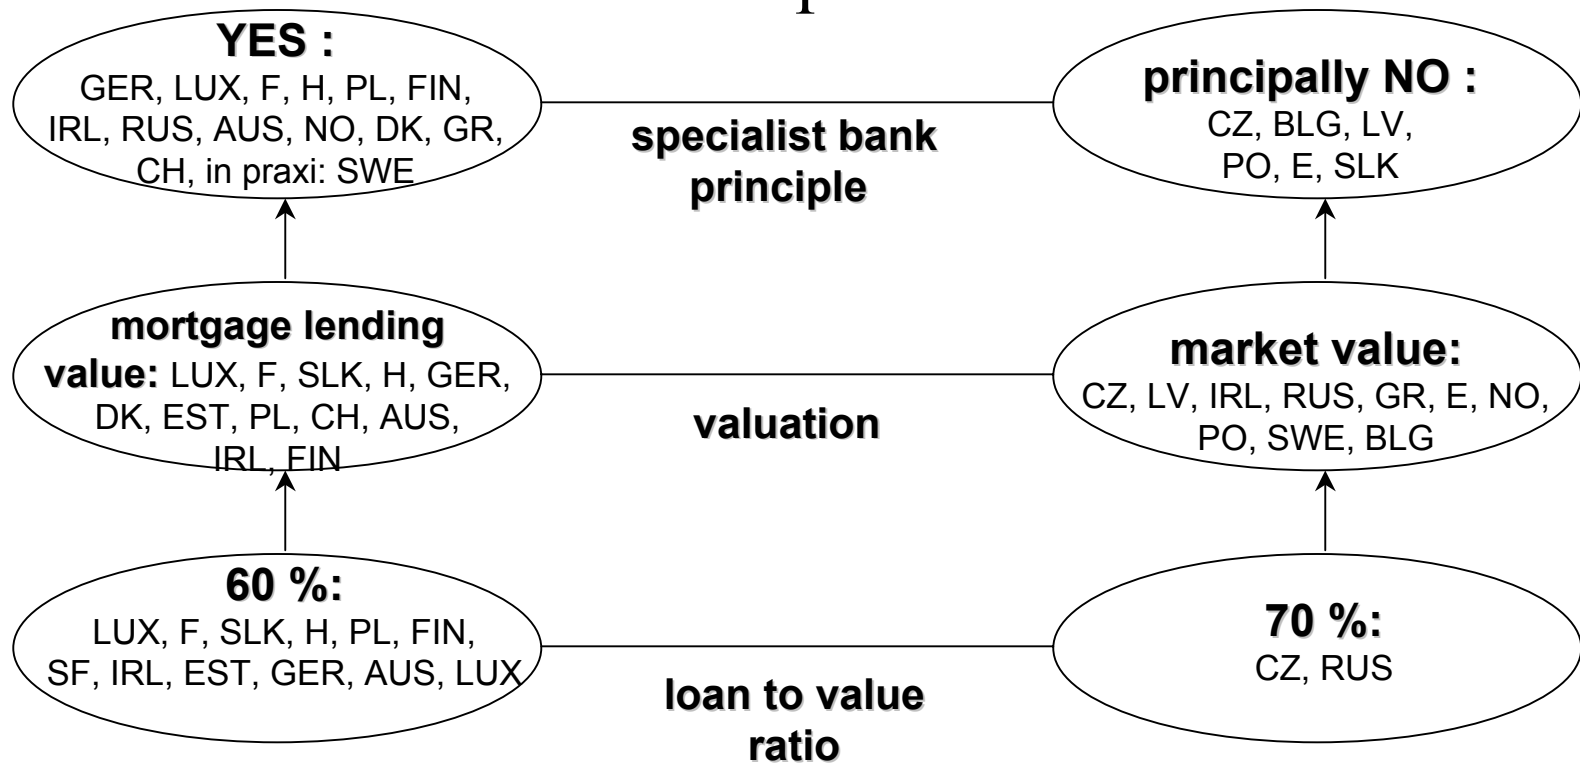 YES :
GER, LUX, F, H, PL, FIN,
IRL, RUS, AUS, NO, DK, GR,
CH, in praxi: SWE
specialist bank
principle
principally NO :
CZ, BLG, LV,
PO, E, SLK
mortgage lending
value: LUX, F, SLK, H, GER,
DK, EST, PL, CH, AUS,
IRL, FIN
valuation
market value:
CZ, LV, IRL, RUS, GR, E, NO,
PO, SWE, BLG
60 %:
LUX, F, SLK, H, PL, FIN,
SF, IRL, EST, GER, AUS, LUX
loan to value
ratio
70 %:
CZ, RUS